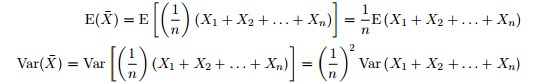 E(X̄) = E [(1/n) (X₁ + X₂ + … + Xₙ)] = 1/n E (X₁ + X₂ + … + Xₙ)
Var(X̄) = Var [(1/n) (X₁ + X₂ + … + Xₙ)] = (1/n)² Var (X₁ + X₂ + … + Xₙ)